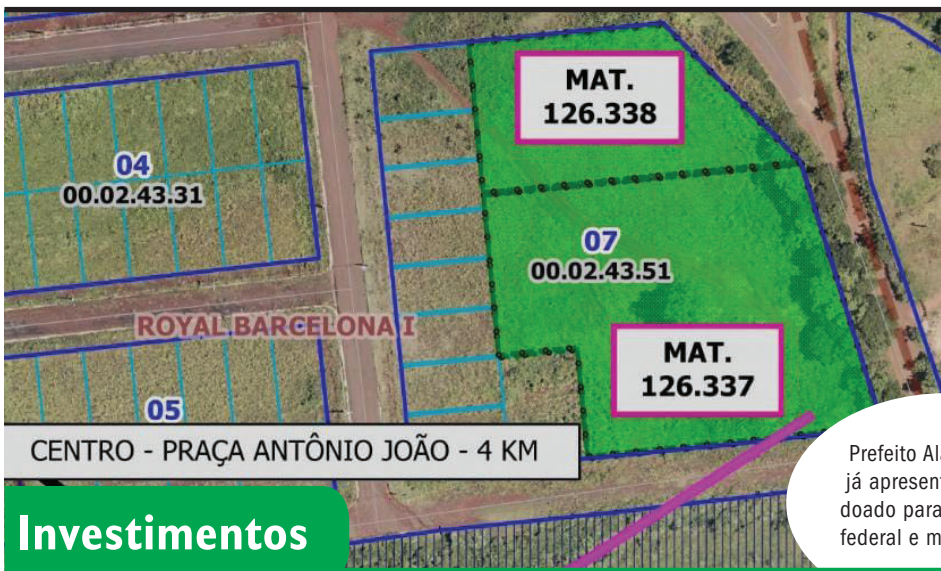 MAT.
126.338
04
00.02.43.31
07
00.02.43.51
ROYAL BARCELONA I
MAT.
126.337
05
CENTRO - PRAÇA ANTÔNIO JOÃO - 4 KM
Prefeito
já
doado para
federal e
Investimentos